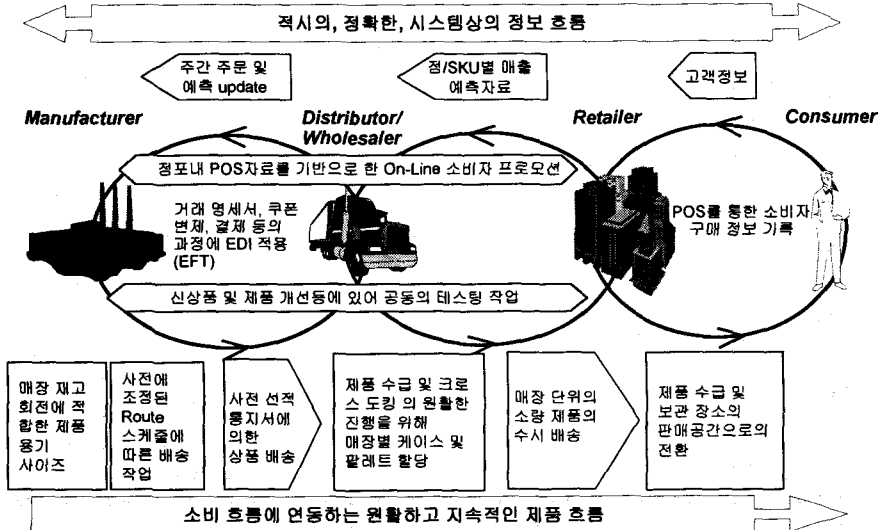 적시의, 정확한, 시스템상의 정보 흐름
주간 주문 및
예측 update
점/SKU별 매출
예측자료
고객정보
Manufacturer
Distributor/
Wholesaler
Retailer
Consumer
점포내 POS자료를 기반으로 한 On-Line 소비자 프로모션
거래 명세서, 쿠폰
변제, 결제 등의
과정에 EDI 적용
(EFT)
POS를 통한 소비자
구매 정보 기록
신상품 및 제품 개선등에 있어 공동의 테스팅 작업
매장 재고
회전에 적
합한 제품
용기
사이즈
사전에
조정된
Route
스케줄에
따른 배송
작업
사전 선적
통지서에
의한
상품 배송
제품 수급 및 크로
스 도킹 의 원활한
진행을 위해
매장별 케이스 및
팔레트 할당
매장 단위의
소량 제품의
수시 배송
제품 수급 및
보관 장소의
판매공간으로의
전환
소비 흐름에 연동하는 원활하고 지속적인 제품 흐름